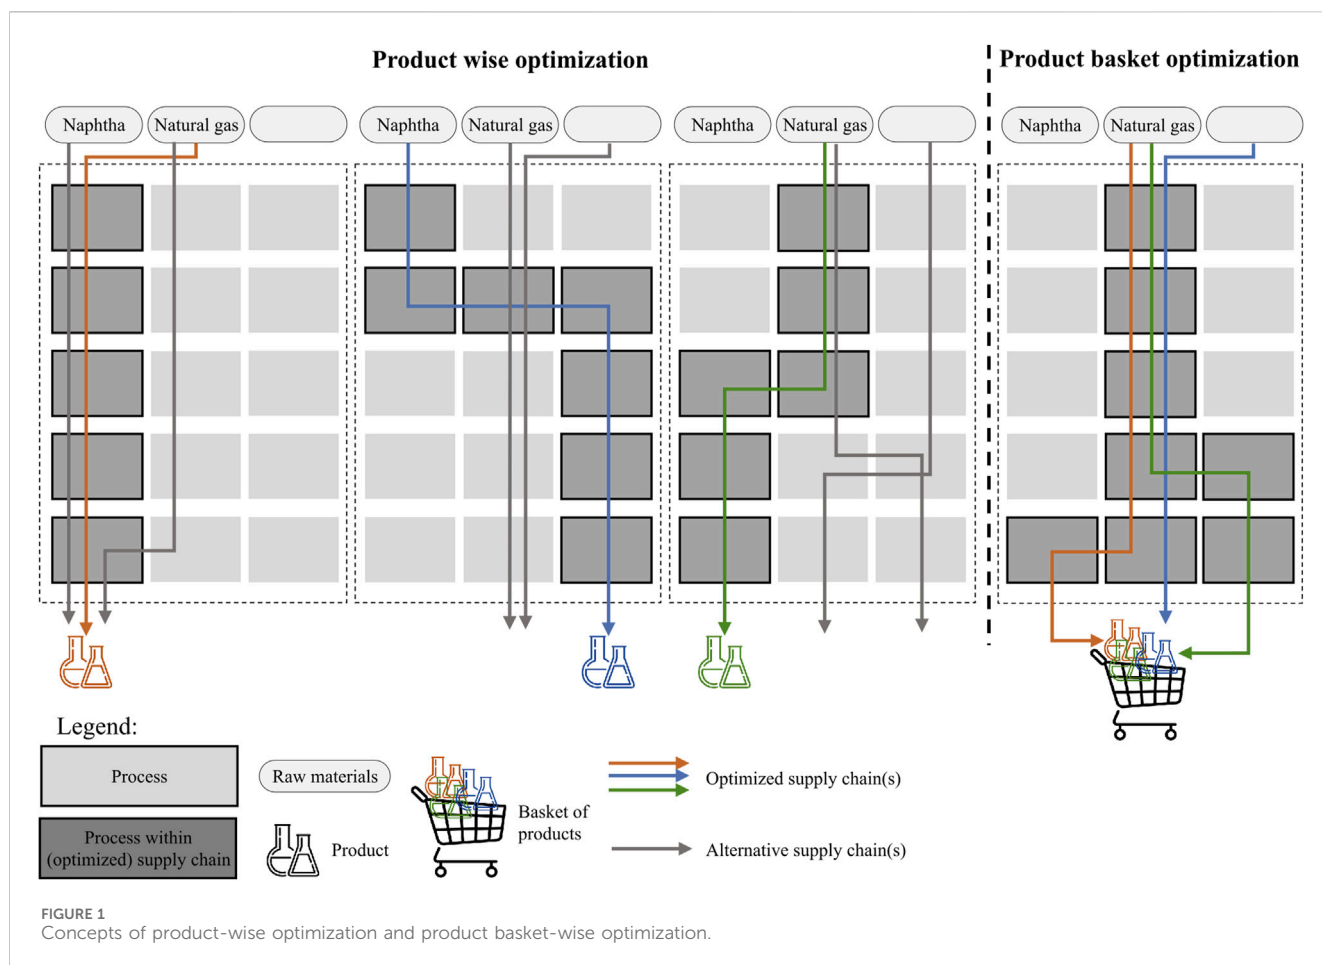 Product wise optimization
Product basket optimization
Naphtha
Natural gas
Naphtha
Natural gas
Naphtha
Natural gas
Naphtha
Natural gas
Legend:
Process
Process within
(optimized) supply chain
Raw materials
Product
Basket of
products
Optimized supply chain(s)
Alternative supply chain(s)
FIGURE 1
Concepts of product-wise optimization and product basket-wise optimization.